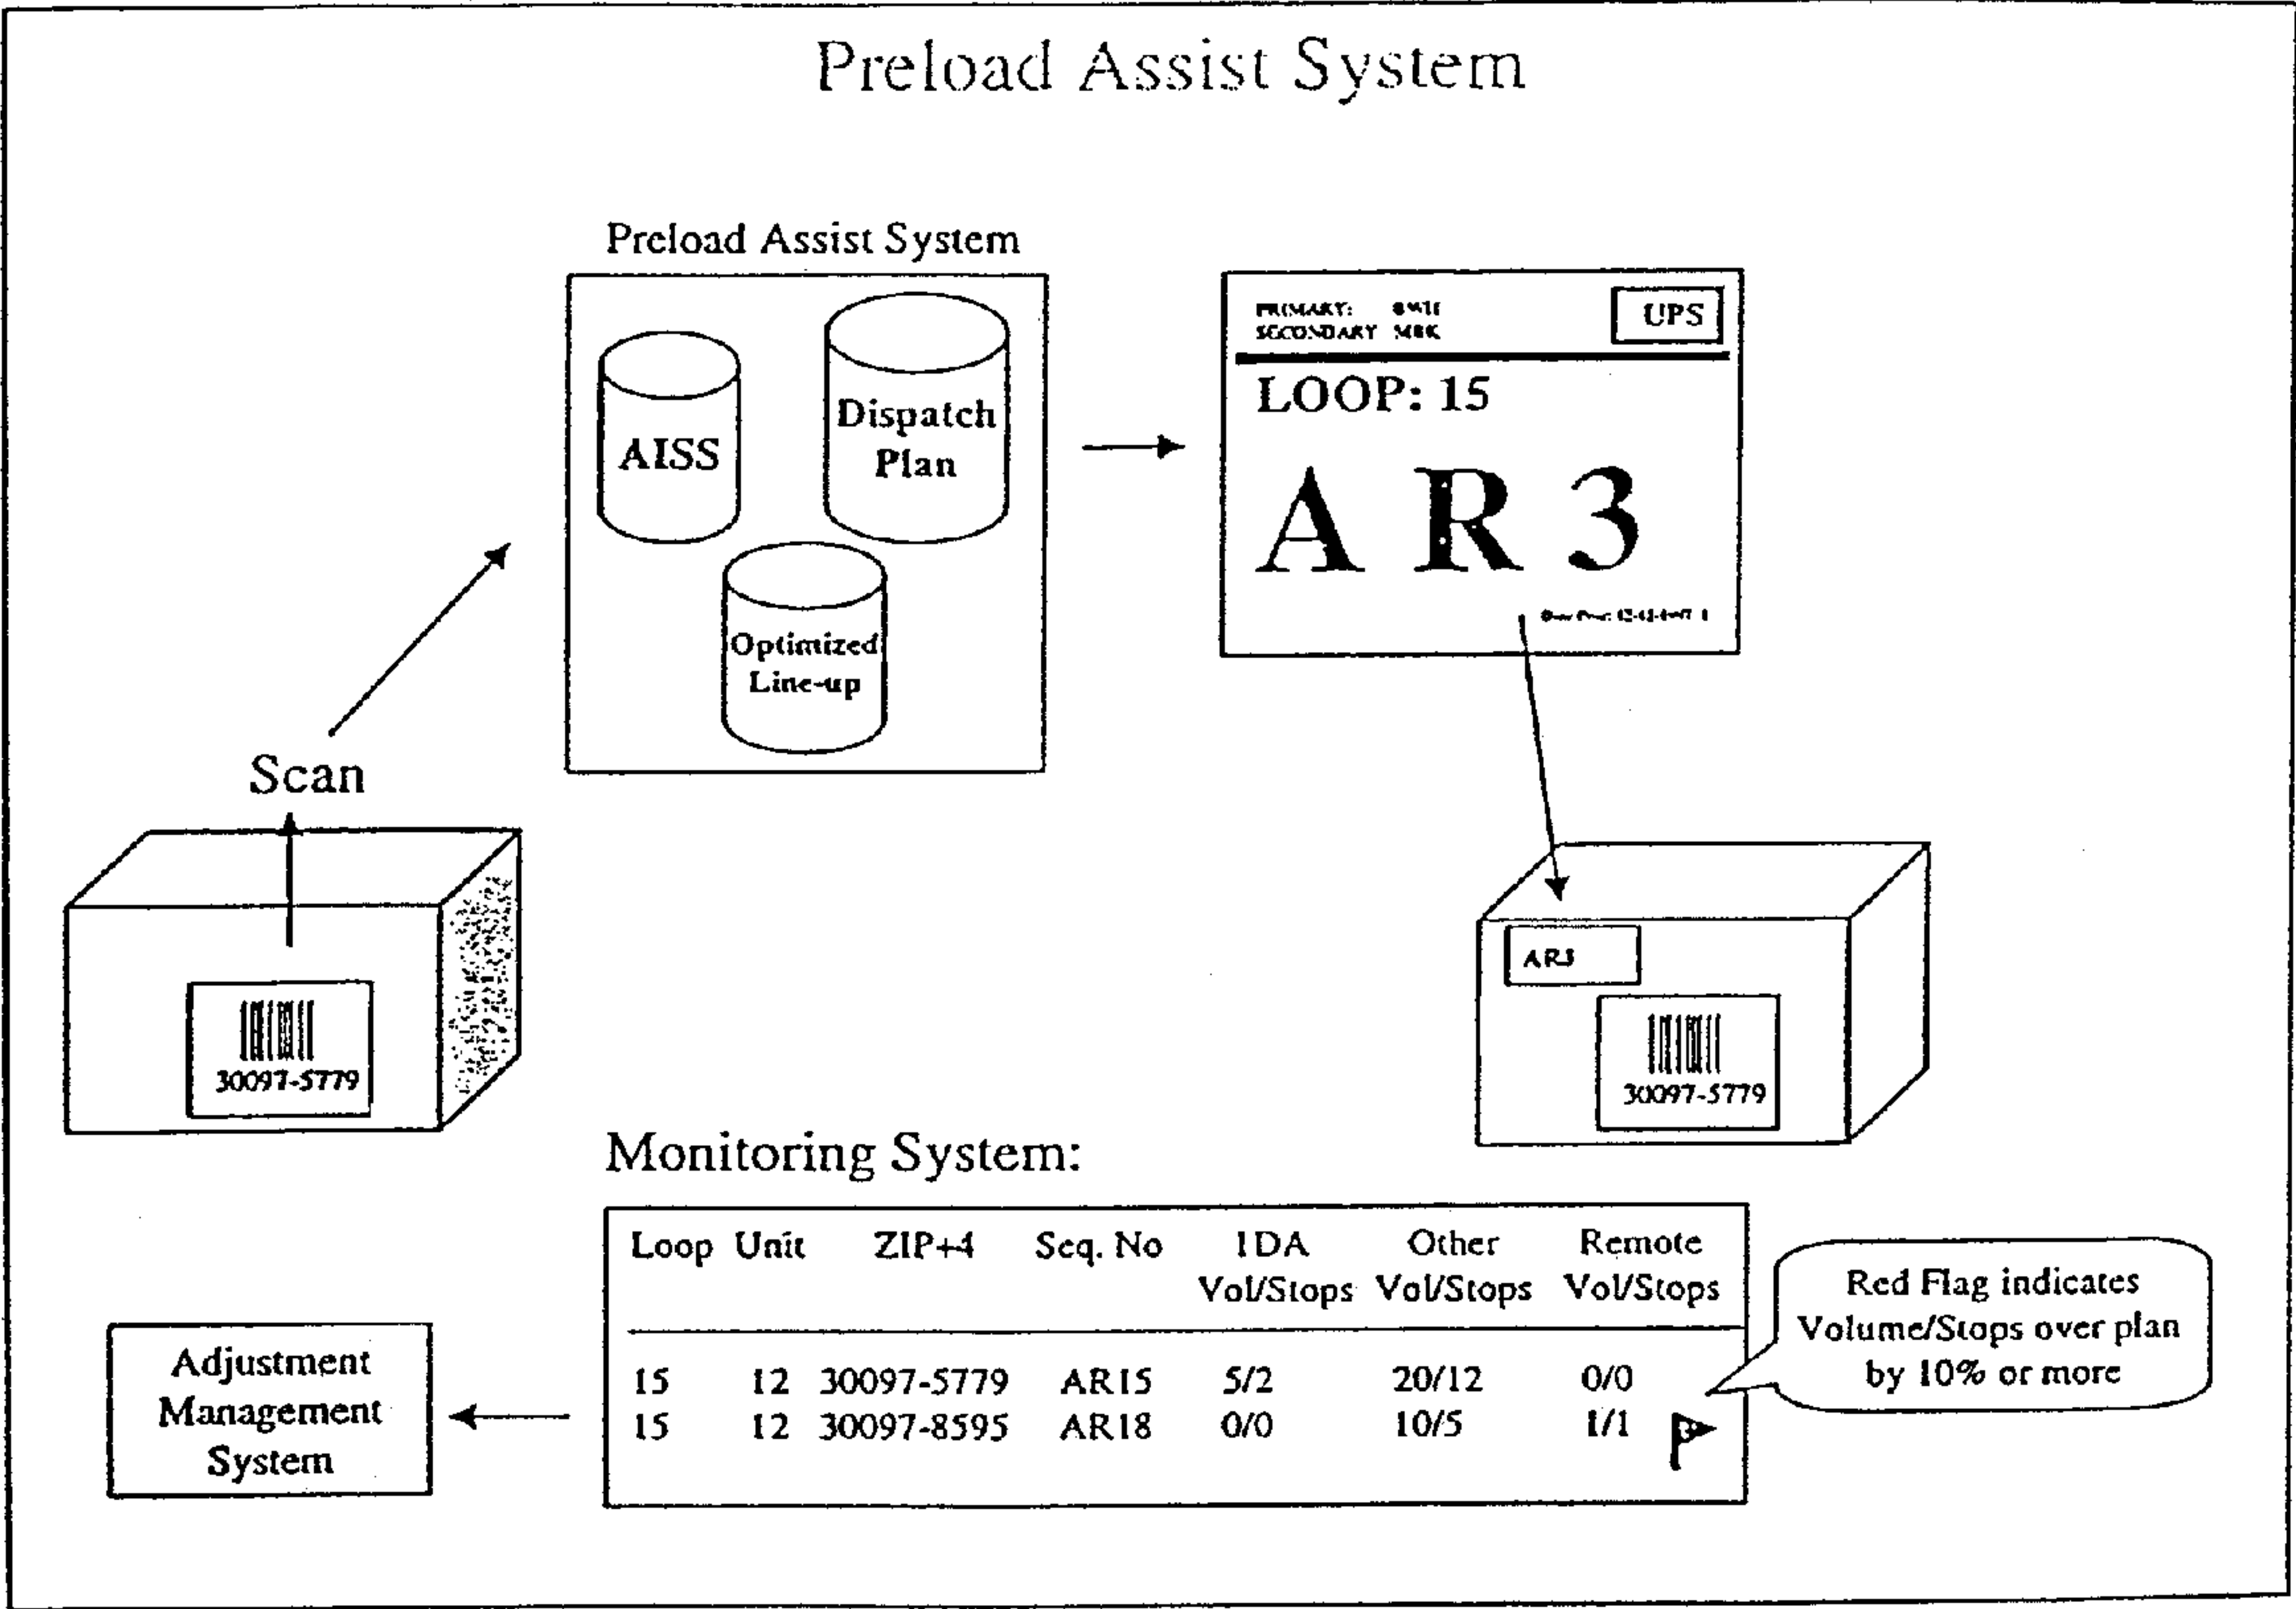 Preload Assist System
Preload Assist System
AISS
Dispatch
Plan
Optimized
Line-up
PRIMARY:
SECONDARY
UPS
LOOP: 15
A R 3
Scan
30097-5779
AR3
30097-5779
Monitoring System:
Loop Unit ZIP+4 Seq. No 1DA Other Remote
Vol/Stops Vol/Stops Vol/Stops
15 12 30097-5779 AR15 5/2 20/12 0/0
15 12 30097-8595 AR18 0/0 10/5 1/1
Red Flag indicates
Volume/Stops over plan
by 10% or more
Adjustment
Management
System